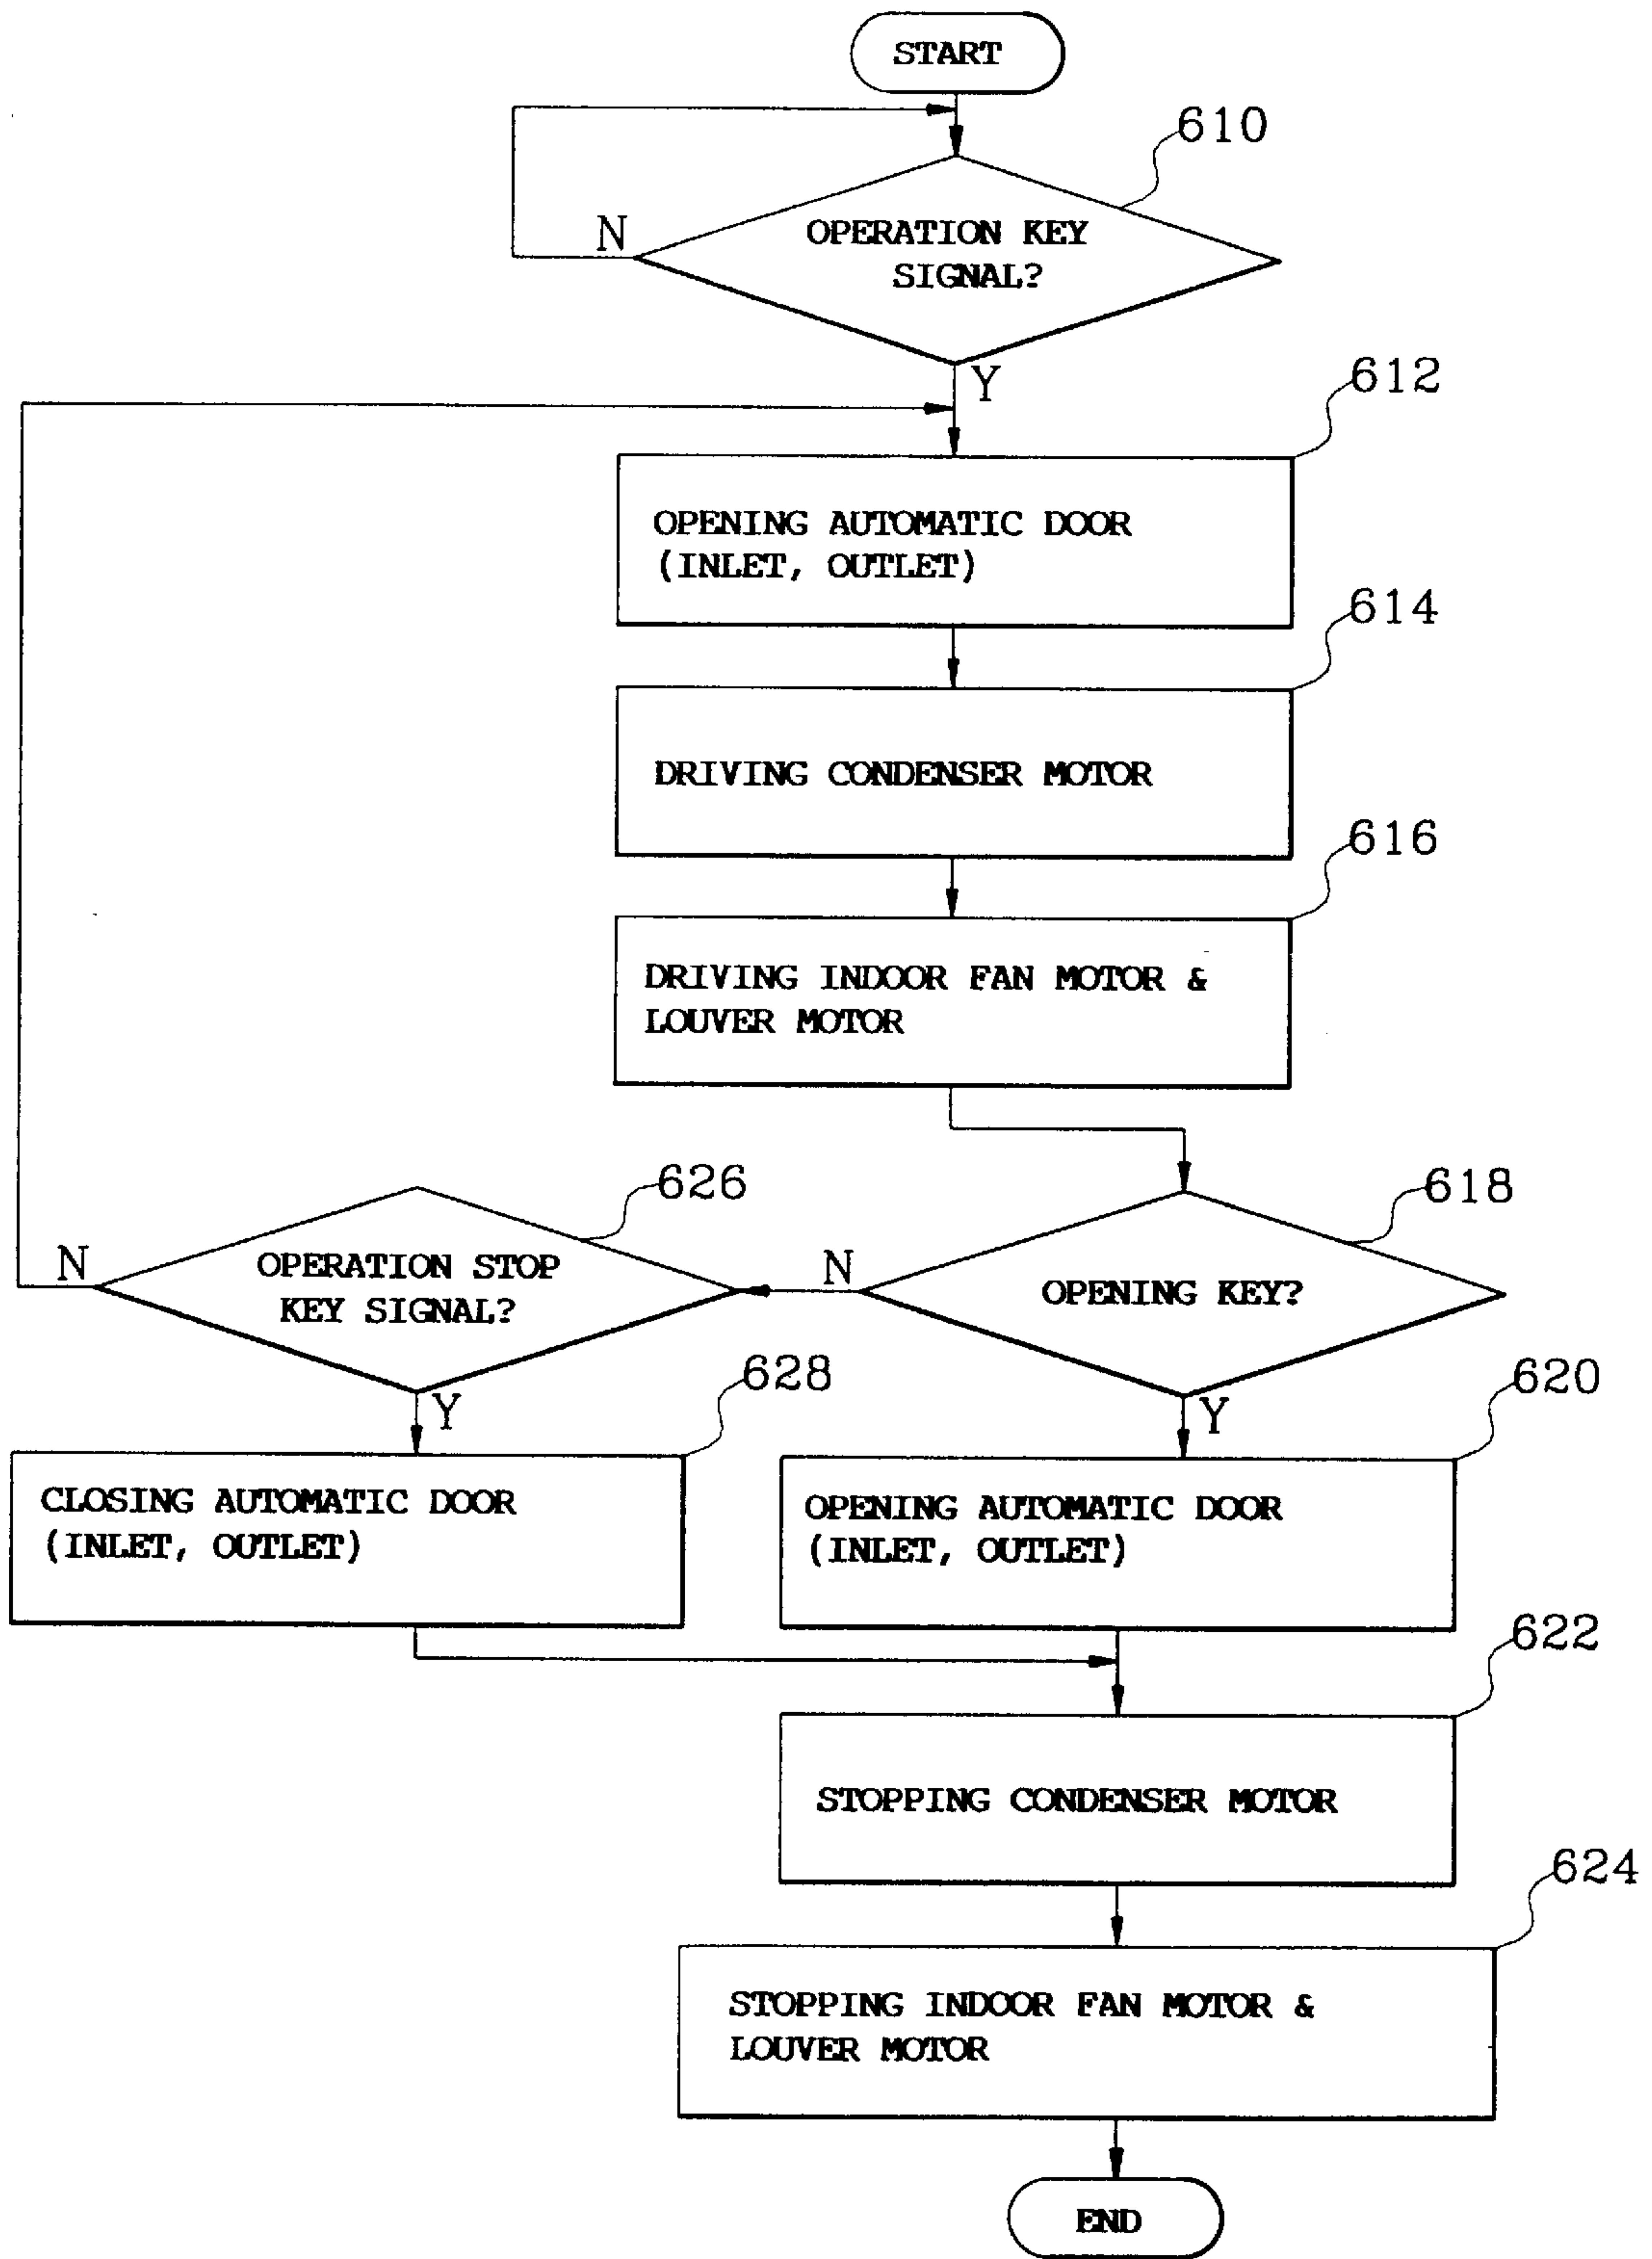 START
610
OPERATION KEY
SIGNAL?
N
Y
612
OPENING AUTOMATIC DOOR
(INLET, OUTLET)
614
DRIVING CONDENSER MOTOR
616
DRIVING INDOOR FAN MOTOR &
LOUVER MOTOR
626
618
N
OPERATION STOP
KEY SIGNAL?
N
OPENING KEY?
Y
628
Y
620
CLOSING AUTOMATIC DOOR
(INLET, OUTLET)
OPENING AUTOMATIC DOOR
(INLET, OUTLET)
622
STOPPING CONDENSER MOTOR
624
STOPPING INDOOR FAN MOTOR &
LOUVER MOTOR
END